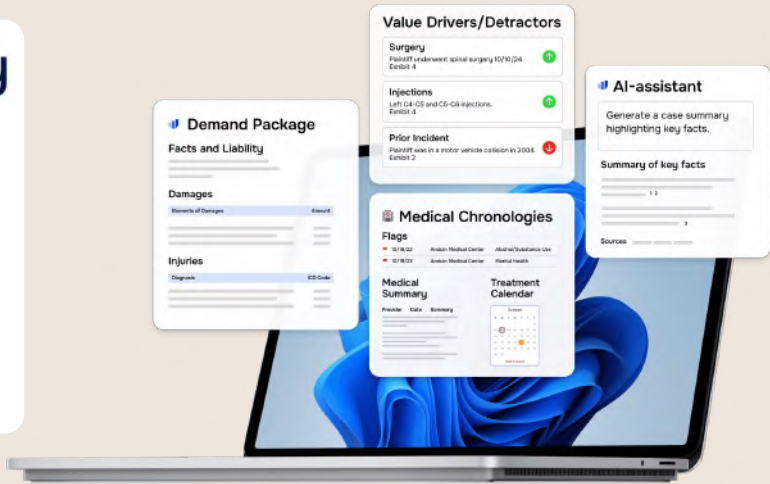 y
Demand Package
Facts and Liability
Damages
Elements of Damages Amount
Injuries
Diagnosis ICD Code
Value Drivers/Detractors
Surgery
Plaintiff underwent spinal surgery 10/10/24.
Exhibit 4
Injections
Left C4-C5 and C5-C6 injections.
Exhibit 4
Prior Incident
Plaintiff was in a motor vehicle collision in 2004.
Exhibit 2
Medical Chronologies
Flags
10/18/22 Medical Center Alcohol/Substance Use
10/18/22 Medical Center Mental Health
Medical
Summary
Provider Date Summary
Treatment
Calendar
October
AI-assistant
Generate a case summary
highlighting key facts.
Summary of key facts
1 2
3
Sources